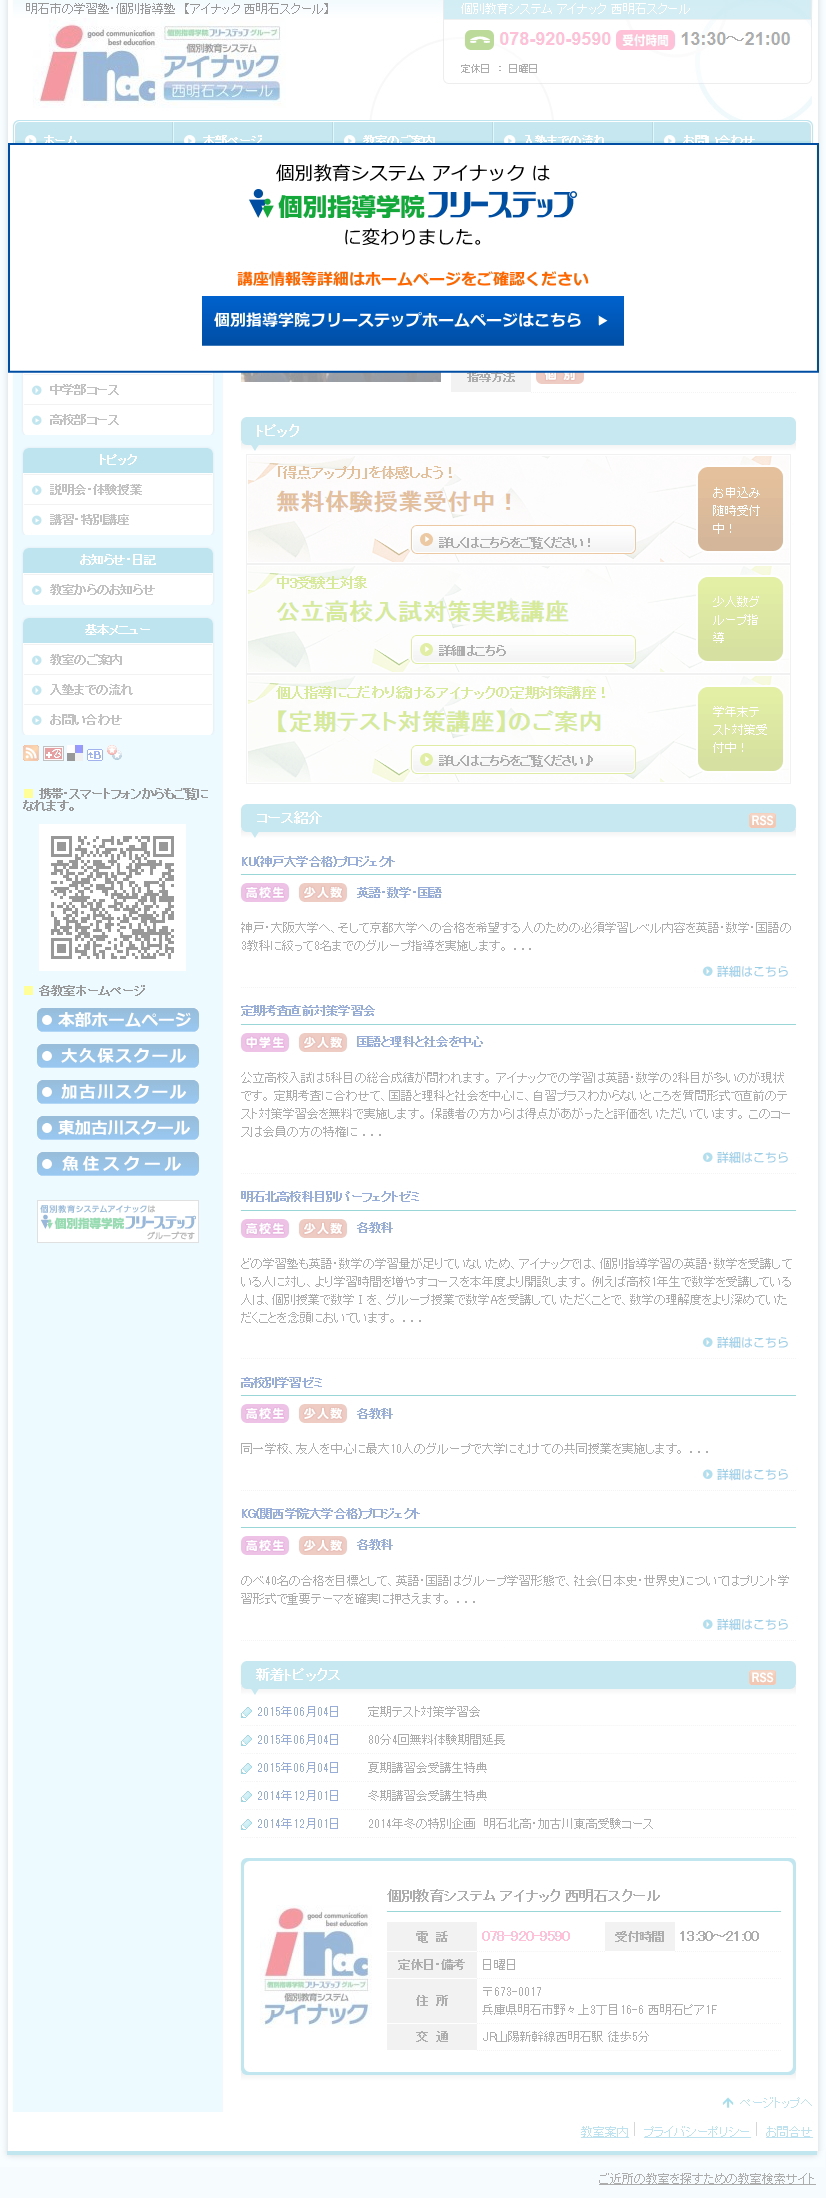 明石市の学習塾・個別指導塾 【アイナック 西明石スクール】
個別教育システム アイナック 西明石スクール
good communication
best education
inac
個別指導学院フリーステップ グループ
個別教育システム
アイナック
西明石スクール
078-920-9590 受付時間 13:30～21:00
定休日 ： 日曜日
ホーム
本部ページ
教室のご案内
入塾までの流れ
お問い合わせ
個別教育システム アイナック は
個別指導学院フリーステップ
に変わりました。
講座情報等詳細はホームページをご確認ください
個別指導学院フリーステップホームページはこちら
指導方法 個 別
中学部コース
高校部コース
トピック
説明会・体験授業
講習・特別講座
お知らせ・日記
教室からのお知らせ
基本メニュー
教室のご案内
入塾までの流れ
お問い合わせ
携帯・スマートフォンからもご覧に
なれます。
各教室ホームページ
本部ホームページ
大久保スクール
加古川スクール
東加古川スクール
魚住スクール
個別教育システムアイナックは
個別指導学院フリーステップ
グループです
トピック
「得点アップ力」を体感しよう！
無料体験授業受付中！
詳しくはこちらをご覧ください！
お申込み
随時受付
中！
中3受験生対象
公立高校入試対策実践講座
詳細はこちら
少人数グ
ループ指
導
個人指導にこだわり続けるアイナックの定期対策講座！
【定期テスト対策講座】のご案内
詳しくはこちらをご覧ください♪
学年末テ
スト対策受
付中！
コース紹介
RSS
KU(神戸大学合格)プロジェクト
高校生 少人数 英語・数学・国語
神戸・大阪大学へ、そして京都大学への合格を希望する人のための必須学習レベル内容を英語・数学・国語の
3教科に絞って8名までのグループ指導を実施します。 . . .
詳細はこちら
定期考査直前対策学習会
中学生 少人数 国語と理科と社会を中心
公立高校入試は5科目の総合成績が問われます。 アイナックでの学習は英語・数学の2科目が多いのが現状
です。 定期考査に合わせて、国語と理科と社会を中心に、自習プラスわからないところを質問形式で直前のテ
スト対策学習会を無料で実施します。 保護者の方からは得点があがったと評価をいただいています。 このコー
スは会員の方の特権に . . .
詳細はこちら
明石北高校科目別パーフェクトゼミ
高校生 少人数 各教科
どの学習塾も英語・数学の学習量が足りていないため、アイナックでは、個別指導学習の英語・数学を受講して
いる人に対し、より学習時間を増やすコースを本年度より開設します。 例えば高校1年生で数学を受講している
人は、個別授業で数学Ⅰを、グループ授業で数学Aを受講していただくことで、数学の理解度をより深めていた
だくことを念頭においています。 . . .
詳細はこちら
高校別学習ゼミ
高校生 少人数 各教科
同一学校、友人を中心に最大10人のグループで大学にむけての共同授業を実施します。 . . .
詳細はこちら
KG(関西学院大学合格)プロジェクト
高校生 少人数 各教科
のべ40名の合格を目標として、英語・国語はグループ学習形態で、社会(日本史・世界史)についてはプリント学
習形式で重要テーマを確実に押さえます。 . . .
詳細はこちら
新着トピックス
RSS
2015年06月04日 定期テスト対策学習会
2015年06月04日 80分4回無料体験期間延長
2015年06月04日 夏期講習会受講生特典
2014年12月01日 冬期講習会受講生特典
2014年12月01日 2014年冬の特別企画 明石北高・加古川東高受験コース
good communication
best education
inac
個別指導学院フリーステップ グループ
個別教育システム
アイナック
個別教育システム アイナック 西明石スクール
電 話 078-920-9590 受付時間 13:30～21:00
定休日・備考 日曜日
住 所 〒673-0017
兵庫県明石市野々上3丁目16-6 西明石ピア1F
交 通 JR山陽新幹線西明石駅 徒歩5分
ページトップへ
教室案内 プライバシーポリシー お問合せ
ご近所の教室を探すための教室検索サイト